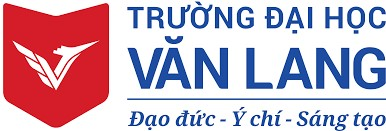 TRƯỜNG ĐẠI HỌC
VĂN LANG
Đạo đức - Ý chí - Sáng tạo